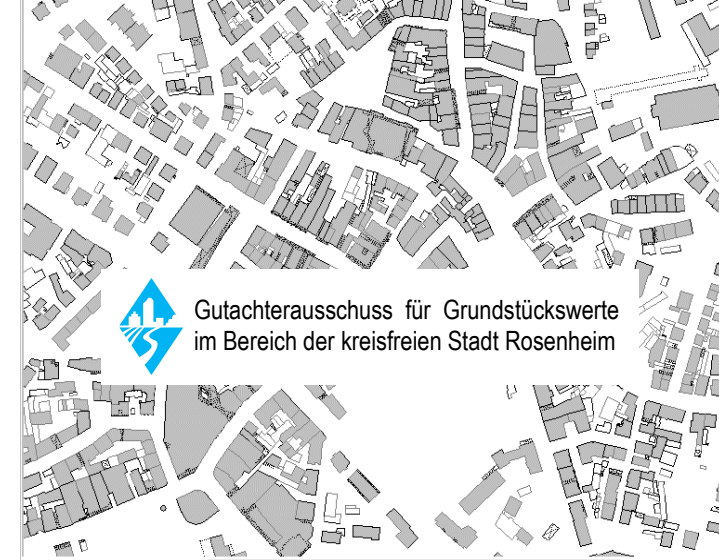 Gutachterausschuss für Grundstückswerte
im Bereich der kreisfreien Stadt Rosenheim